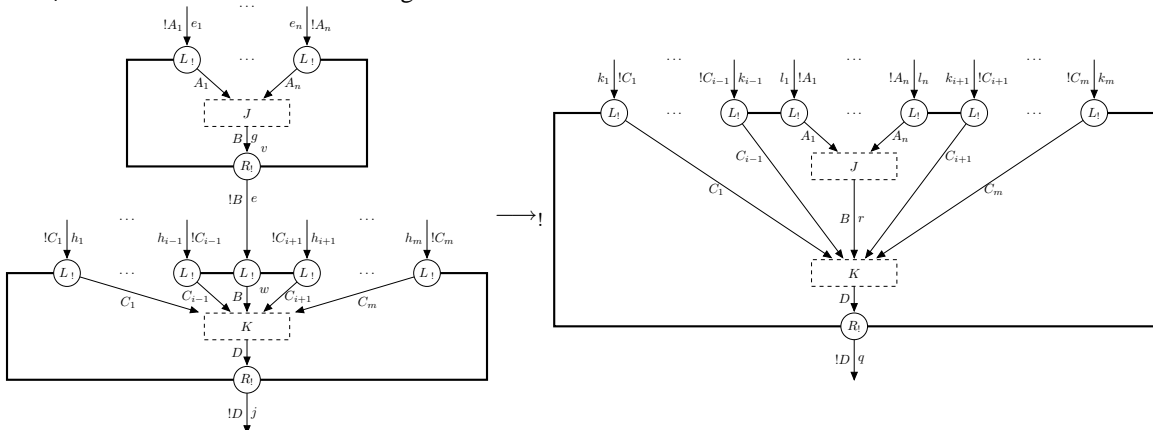 !A₁ e₁ … eₙ !Aₙ
L! … L!
A₁ Aₙ
J
B g
v
R!
!B e
… …
!C₁ h₁ hᵢ₋₁ !Cᵢ₋₁ !Cᵢ₊₁ hᵢ₊₁ hₘ !Cₘ
L! … L! L! L! … L!
w
C₁ Cᵢ₋₁ B Cᵢ₊₁ Cₘ
K
D
R!
!D j
⟶!
… … …
k₁ !C₁ !Cᵢ₋₁ kᵢ₋₁ l₁ !A₁ !Aₙ lₙ kᵢ₊₁ !Cᵢ₊₁ !Cₘ kₘ
L! … L! L! … L! L! … L!
A₁ Aₙ
Cᵢ₋₁ J Cᵢ₊₁
C₁ Cₘ
B r
K
D
R!
!D q